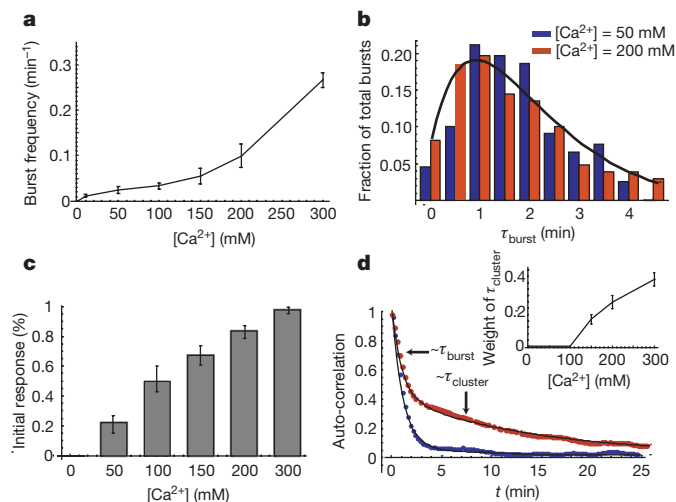 a
Burst frequency (min⁻¹)
0.3
0.2
0.1
0
0 50 100 150 200 250 300
[Ca²⁺] (mM)
b
[Ca²⁺] = 50 mM
[Ca²⁺] = 200 mM
Fraction of total bursts
0.20
0.15
0.10
0.05
0 1 2 3 4
τburst (min)
c
Initial response (%)
1
0.8
0.6
0.4
0.2
0
0 50 100 150 200 300
[Ca²⁺] (mM)
d
Weight of τcluster
0.4
0.2
0
0 100 200 300
[Ca²⁺] (mM)
Auto-correlation
1
0.8
0.6
0.4
0.2
0
~τburst
~τcluster
0 5 10 15 20 25
t (min)